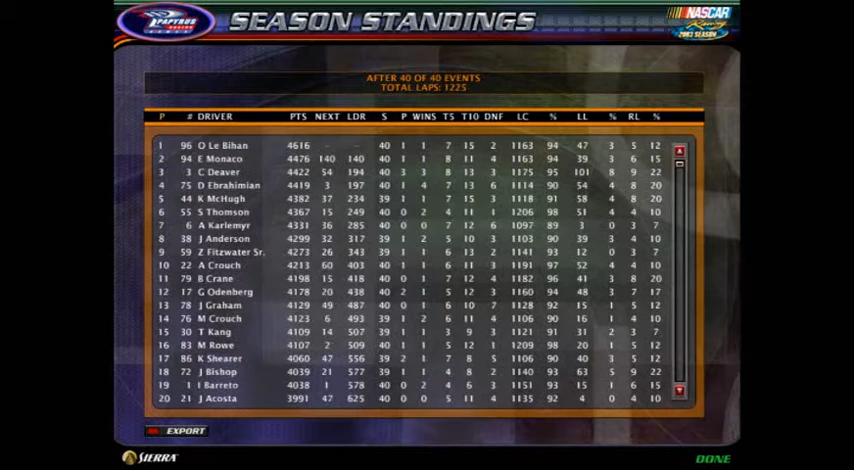 PAPYRUS
RACING GAMES
SEASON STANDINGS
NASCAR
Racing
2003 SEASON
AFTER 40 OF 40 EVENTS
TOTAL LAPS: 1225
P # DRIVER PTS NEXT LDR S P WINS T5 T10 DNF LC % LL % RL %
1 96 O Le Bihan 4616 - - 40 1 1 7 15 2 1163 94 47 3 5 12
2 94 E Monaco 4476 140 140 40 1 1 8 11 4 1163 94 39 3 6 15
3 3 C Deaver 4422 54 194 40 3 3 8 13 3 1175 95 101 8 9 22
4 75 D Ebrahimian 4419 3 197 40 1 4 7 13 6 1114 90 54 4 8 20
5 44 K McHugh 4382 37 234 39 1 1 7 15 3 1118 91 58 4 8 20
6 55 S Thomson 4367 15 249 40 0 2 4 11 1 1206 98 51 4 4 10
7 6 A Karlemyr 4331 36 285 40 0 0 7 12 6 1097 89 3 0 3 7
8 38 J Anderson 4299 32 317 39 1 2 5 10 3 1103 90 39 3 4 10
9 59 Z Fitzwater Sr. 4273 26 343 39 1 1 6 13 2 1141 93 12 0 3 7
10 22 A Crouch 4213 60 403 40 1 1 6 11 3 1191 97 52 4 4 10
11 79 B Crane 4198 15 418 40 0 1 7 12 4 1182 96 41 3 8 20
12 17 G Odenberg 4178 20 438 40 2 1 5 12 3 1160 94 48 3 7 17
13 78 J Graham 4129 49 487 40 0 1 6 10 7 1128 92 15 1 5 12
14 76 M Crouch 4123 6 493 40 1 2 6 11 4 1106 90 16 1 4 10
15 30 T Kang 4109 14 507 39 1 1 3 9 3 1121 91 31 2 3 7
16 83 M Rowe 4107 2 509 40 1 1 5 12 1 1209 98 20 1 5 12
17 86 K Shearer 4060 47 556 39 2 1 7 8 5 1106 90 40 3 5 12
18 72 J Bishop 4039 21 577 39 1 1 4 8 2 1140 93 63 5 9 22
19 1 I Barreto 4038 1 578 40 0 2 4 6 3 1151 93 15 1 6 15
20 21 J Acosta 3991 47 625 40 0 0 5 11 4 1135 92 4 0 4 10
EXPORT
SIERRA
DONE